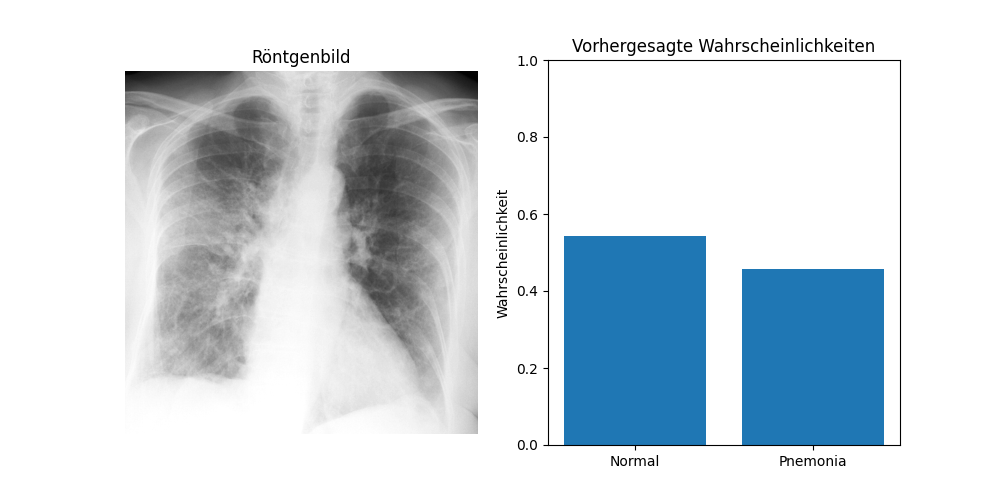 Röntgenbild
Vorhergesagte Wahrscheinlichkeiten
Wahrscheinlichkeit
1.0
0.8
0.6
0.4
0.2
0.0
Normal
Pnemonia